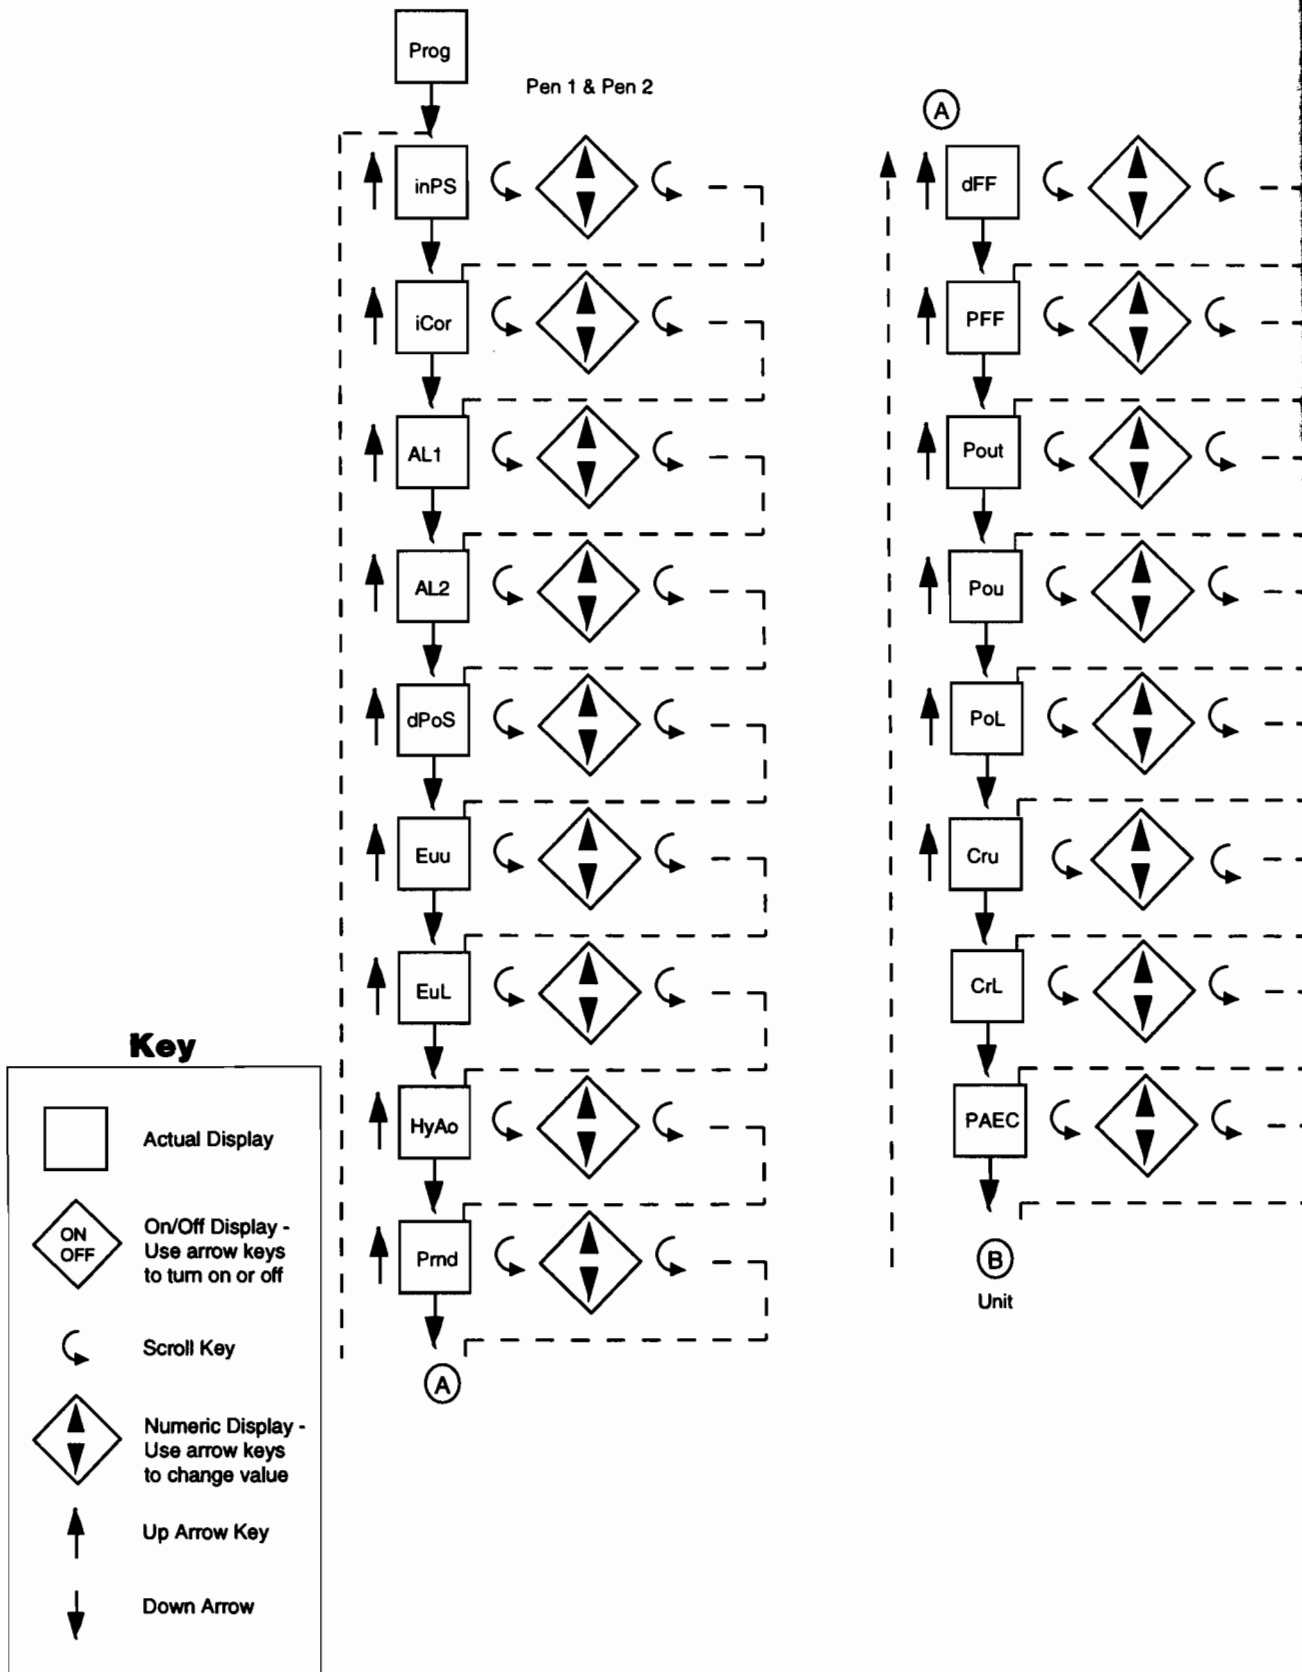 Prog
Pen 1 & Pen 2
inPS
iCor
AL1
AL2
dPoS
Euu
EuL
HyAo
Prnd
A
A
dFF
PFF
Pout
Pou
PoL
Cru
CrL
PAEC
B
Unit
Key
Actual Display
ON
OFF
On/Off Display -
Use arrow keys
to turn on or off
Scroll Key
Numeric Display -
Use arrow keys
to change value
Up Arrow Key
Down Arrow